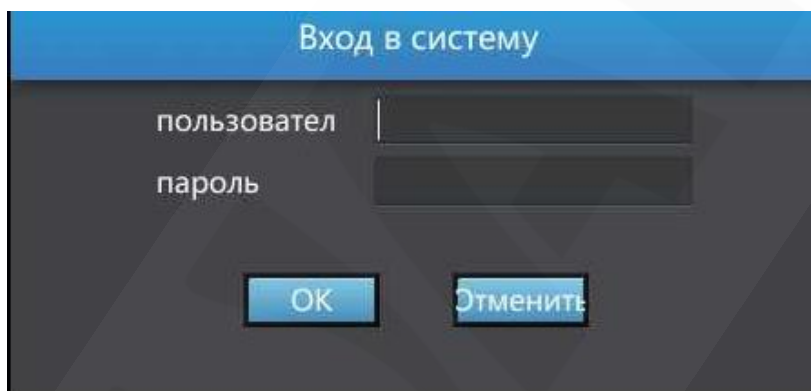 Вход в систему
пользовател
пароль
OK
Отменить